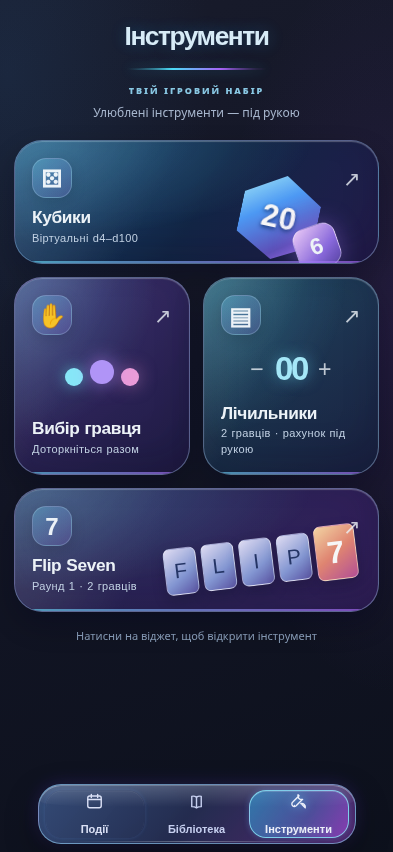 Інструменти
ТВІЙ ІГРОВИЙ НАБІР
Улюблені інструменти — під рукою
Кубики
Віртуальні d4–d100
20
6
Вибір гравця
Доторкніться разом
− 00 +
Лічильники
2 гравців · рахунок під
рукою
7
Flip Seven
Раунд 1 · 2 гравців
F L I P 7
Натисни на віджет, щоб відкрити інструмент
Події
Бібліотека
Інструменти